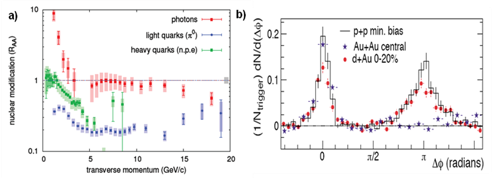 a)
nuclear modification (RAA)
10
1
0.1
photons
light quarks (π0)
heavy quarks (n.p.e)
0 5 10 15 20
transverse momentum (GeV/c)
b)
(1/Ntrigger) dN/d(Δφ)
0.2
0.1
0
p+p min. bias
Au+Au central
d+Au 0-20%
0 π/2 π
Δφ (radians)